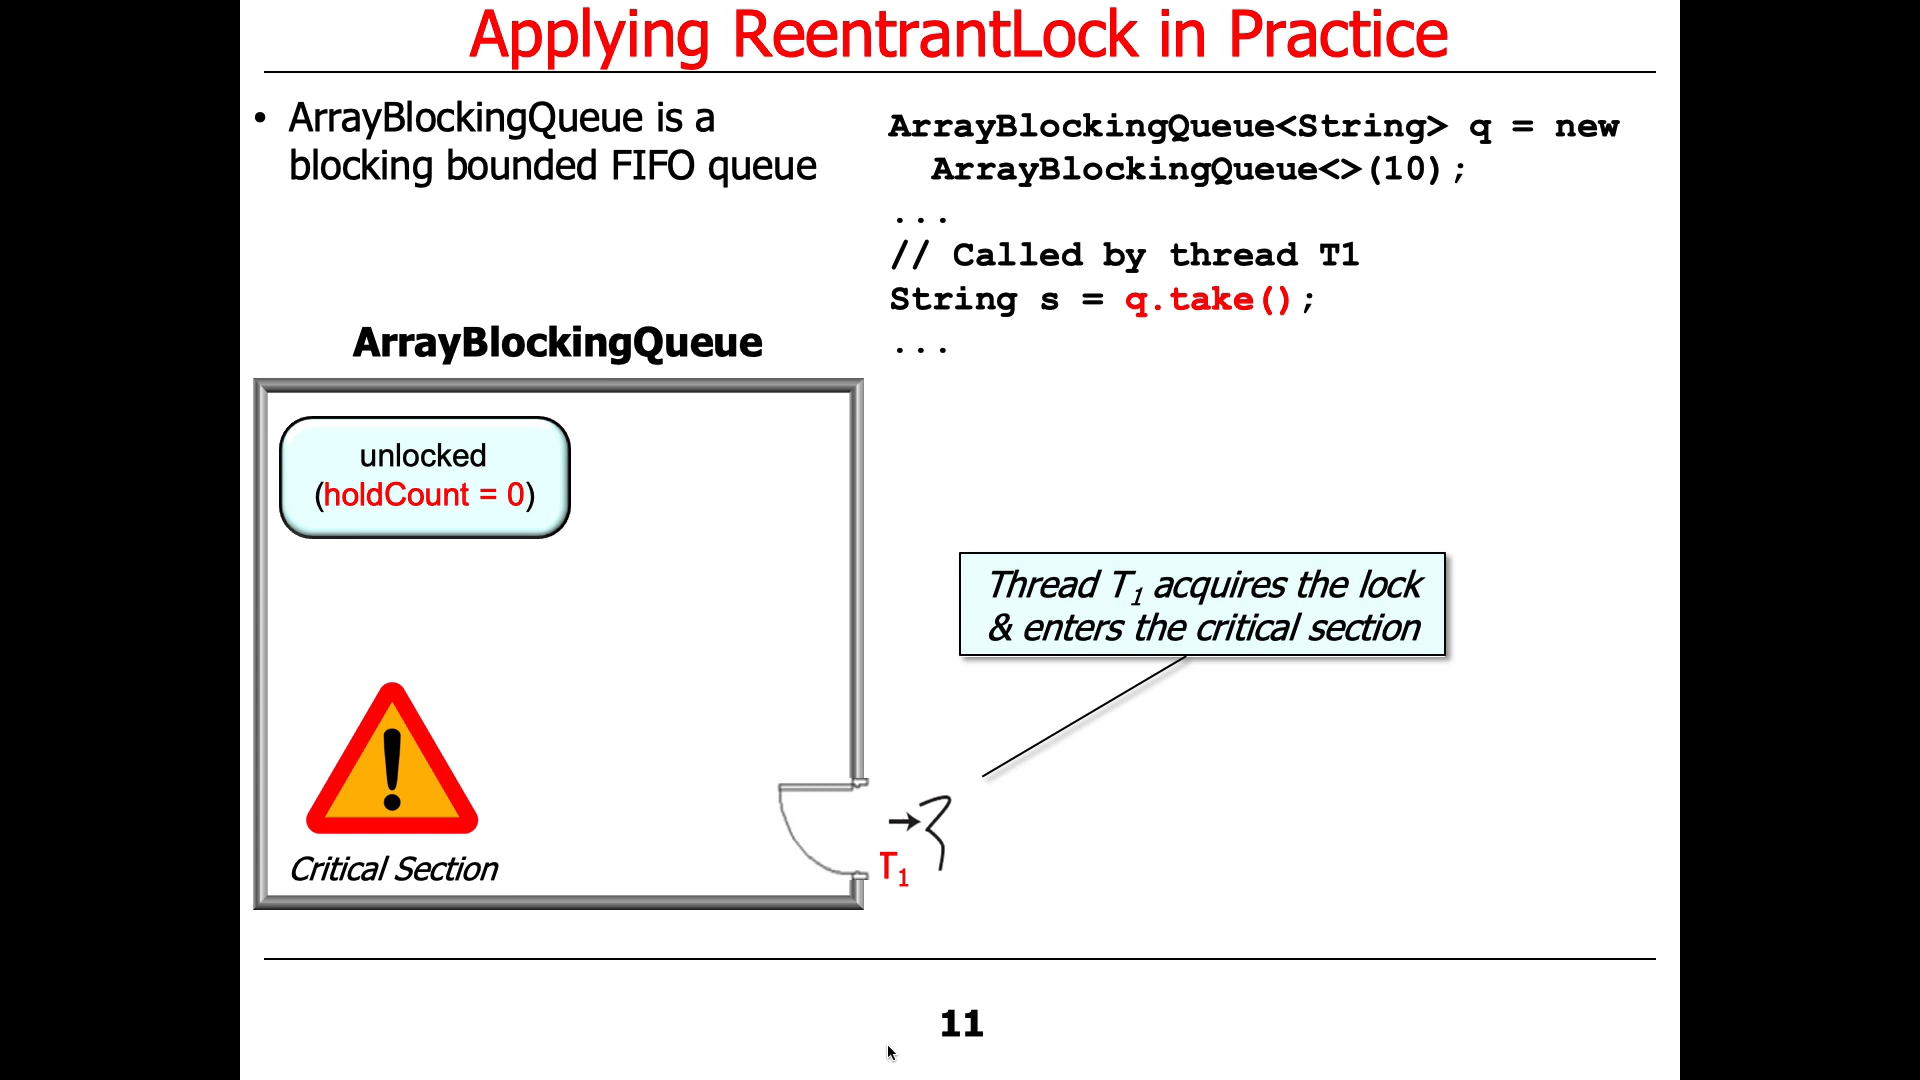 Applying ReentrantLock in Practice
• ArrayBlockingQueue is a
blocking bounded FIFO queue
ArrayBlockingQueue<String> q = new
ArrayBlockingQueue<>(10);
...
// Called by thread T1
String s = q.take();
...
ArrayBlockingQueue
unlocked
(holdCount = 0)
Thread T1 acquires the lock
& enters the critical section
T1
Critical Section
11